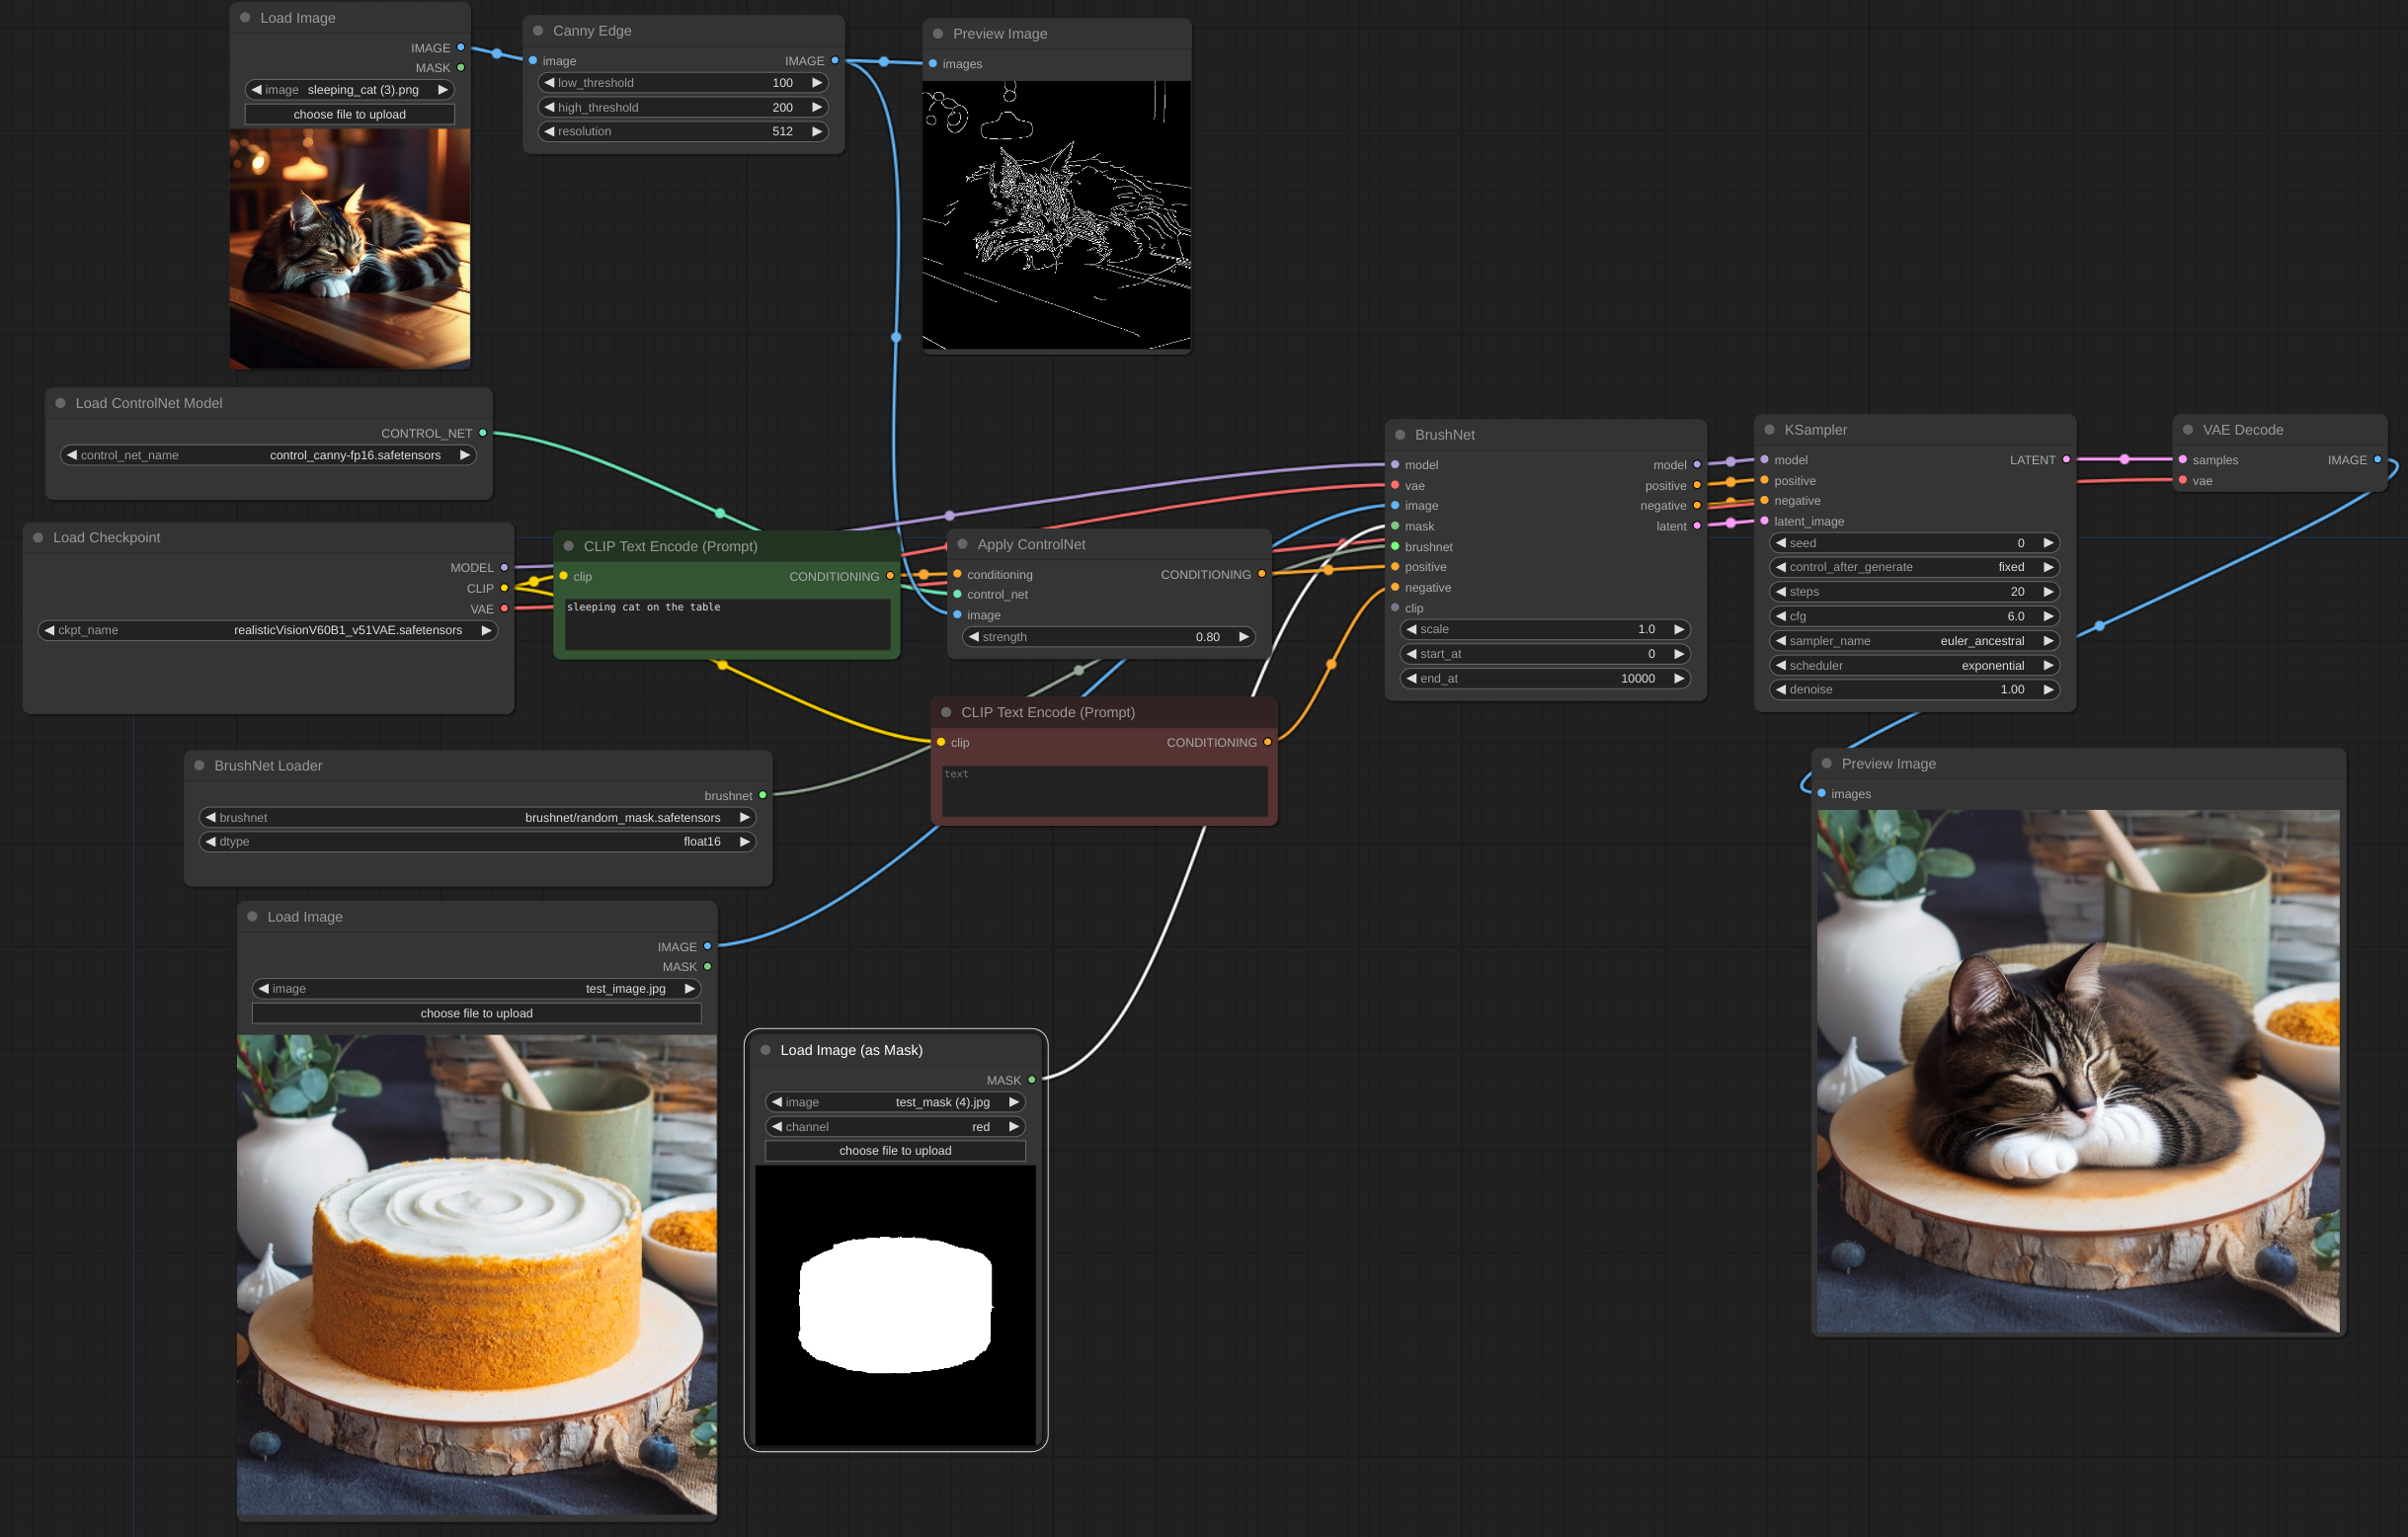 Load Image
IMAGE
MASK
image sleeping_cat (3).png
choose file to upload
Canny Edge
image IMAGE
low_threshold 100
high_threshold 200
resolution 512
Preview Image
images
Load ControlNet Model
CONTROL_NET
control_net_name control_canny-fp16.safetensors
Load Checkpoint
MODEL
CLIP
VAE
ckpt_name realisticVisionV60B1_v51VAE.safetensors
CLIP Text Encode (Prompt)
clip CONDITIONING
sleeping cat on the table
Apply ControlNet
conditioning CONDITIONING
control_net
image
strength 0.80
BrushNet
model model
vae positive
image negative
mask latent
brushnet
positive
negative
clip
scale 1.0
start_at 0
end_at 10000
KSampler
model LATENT
positive
negative
latent_image
seed 0
control_after_generate fixed
steps 20
cfg 6.0
sampler_name euler_ancestral
scheduler exponential
denoise 1.00
VAE Decode
samples IMAGE
vae
CLIP Text Encode (Prompt)
clip CONDITIONING
text
BrushNet Loader
brushnet
brushnet brushnet/random_mask.safetensors
dtype float16
Preview Image
images
Load Image
IMAGE
MASK
image test_image.jpg
choose file to upload
Load Image (as Mask)
MASK
image test_mask (4).jpg
channel red
choose file to upload